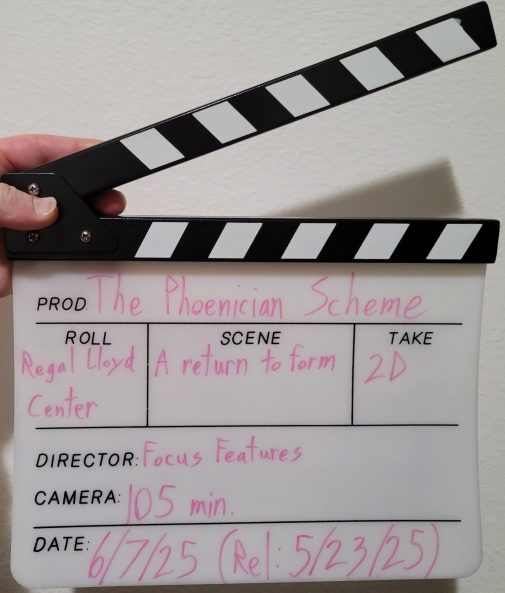 PROD. The Phoenician Scheme
ROLL SCENE TAKE
Regal Lloyd A return to form 2D
Center
DIRECTOR: Focus Features
CAMERA: 105 min.
DATE: 6/7/25 (Rel: 5/23/25)